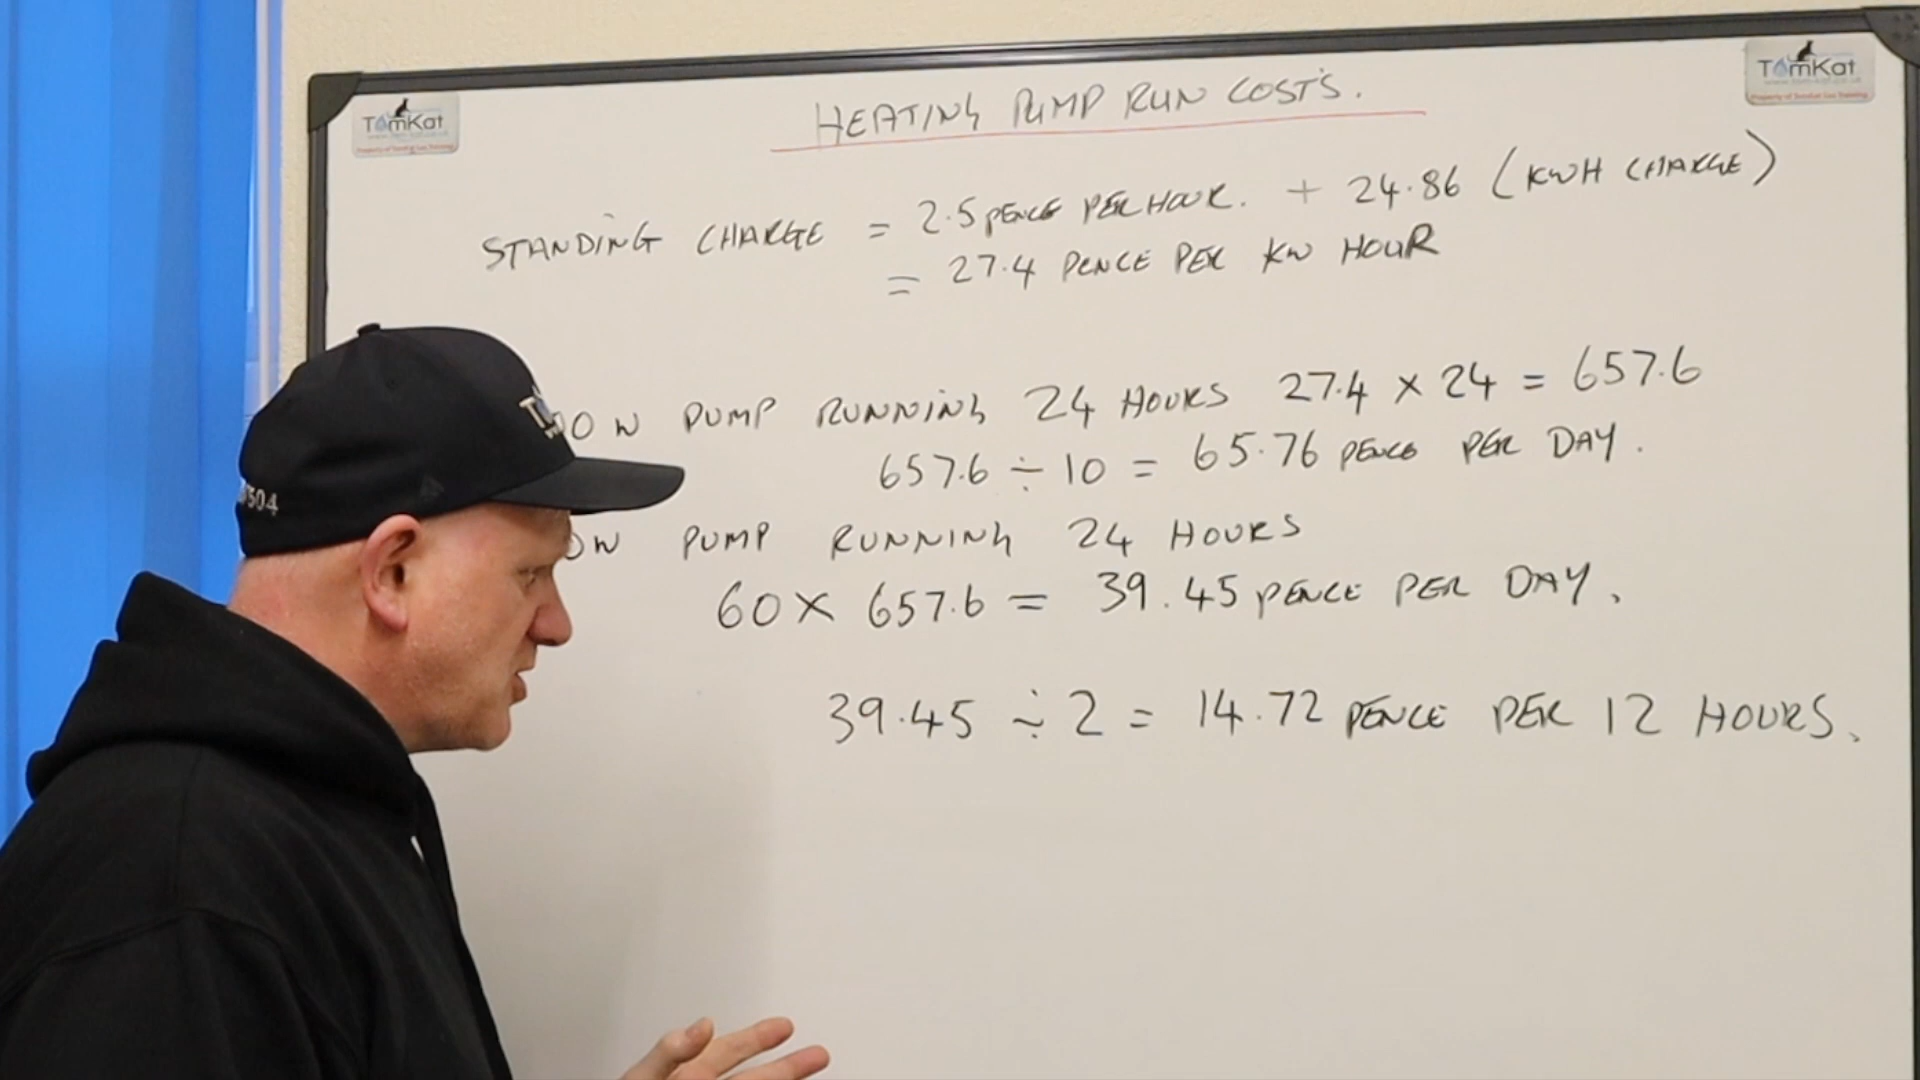 TomKat
TomKat
HEATING PUMP RUN COSTS.
STANDING CHARGE = 2.5 PENCE PER HOUR. + 24.86 (KWH CHARGE)
= 27.4 PENCE PER KW HOUR
00W PUMP RUNNING 24 HOURS 27.4 × 24 = 657.6
657.6 ÷ 10 = 65.76 PENCE PER DAY.
0W PUMP RUNNING 24 HOURS
60 × 657.6 = 39.45 PENCE PER DAY.
39.45 ÷ 2 = 14.72 PENCE PER 12 HOURS.
504